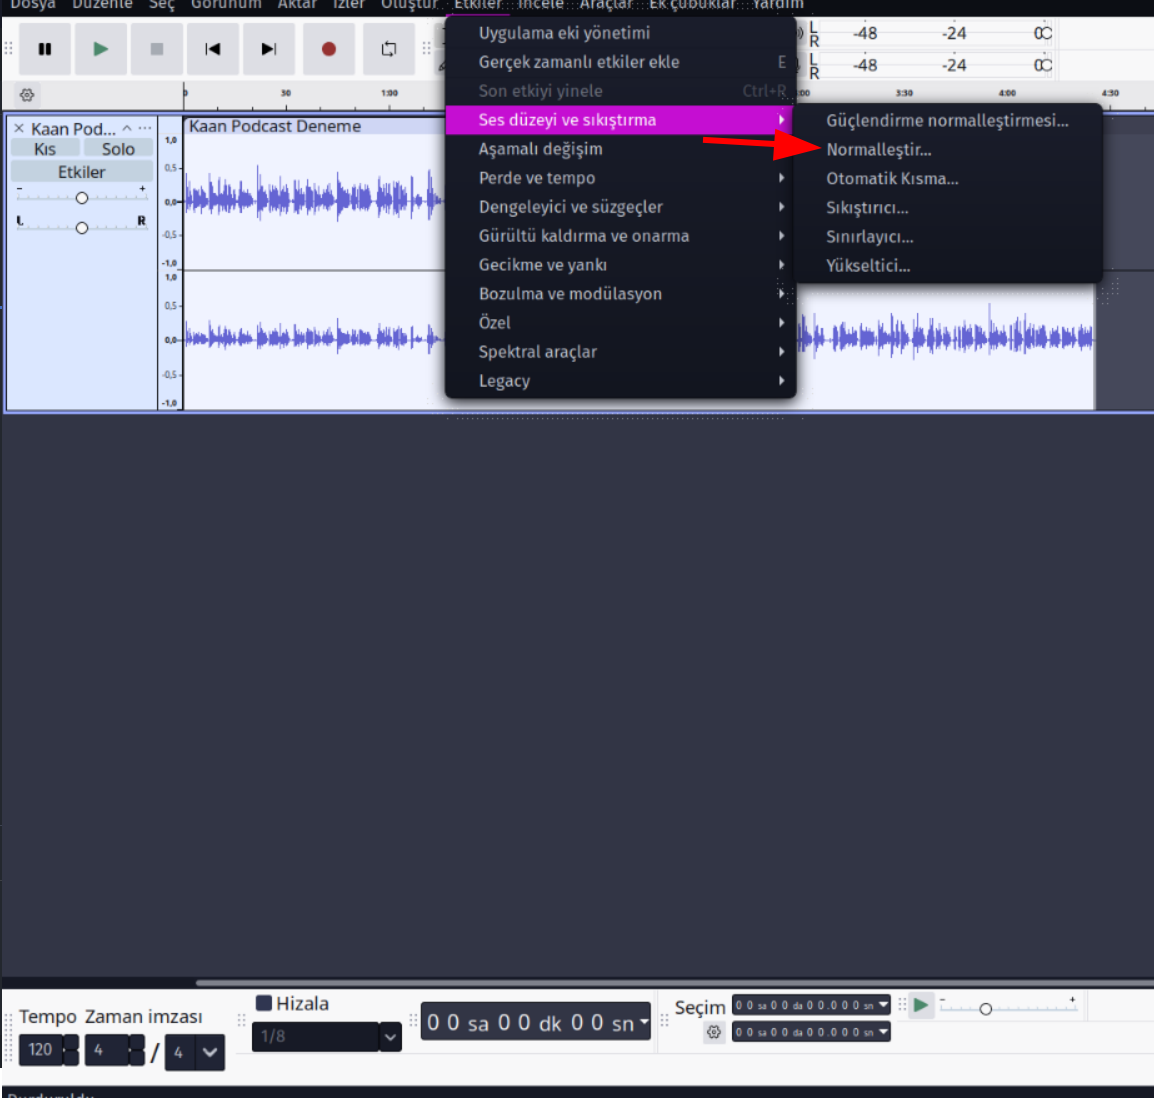 Dosya Düzenle Seç Görünüm Aktar İzler Oluştur Etkiler İncele Araçlar Ek çubuklar Yardım
Uygulama eki yönetimi
Gerçek zamanlı etkiler ekle E
Son etkiyi yinele Ctrl+R
Ses düzeyi ve sıkıştırma
Aşamalı değişim
Perde ve tempo
Dengeleyici ve süzgeçler
Gürültü kaldırma ve onarma
Gecikme ve yankı
Bozulma ve modülasyon
Özel
Spektral araçlar
Legacy
Güçlendirme normalleştirmesi...
Normalleştir...
Otomatik Kısma...
Sıkıştırıcı...
Sınırlayıcı...
Yükseltici...
L
R
-48 -24 0
L
R
-48 -24 0
0 30 1:00 3:30 4:00 4:30
Kaan Pod...
Kıs Solo
Etkiler
- +
L R
Kaan Podcast Deneme
1,0
0,5
0,0
-0,5
-1,0
1,0
0,5
0,0
-0,5
-1,0
Tempo Zaman imzası
120 4 / 4
Hizala
1/8
0 0 sa 0 0 dk 0 0 sn
Seçim
0 0 sa 0 0 da 0 0 . 0 0 0 sn
0 0 sa 0 0 da 0 0 . 0 0 0 sn
- +
Durduruldu